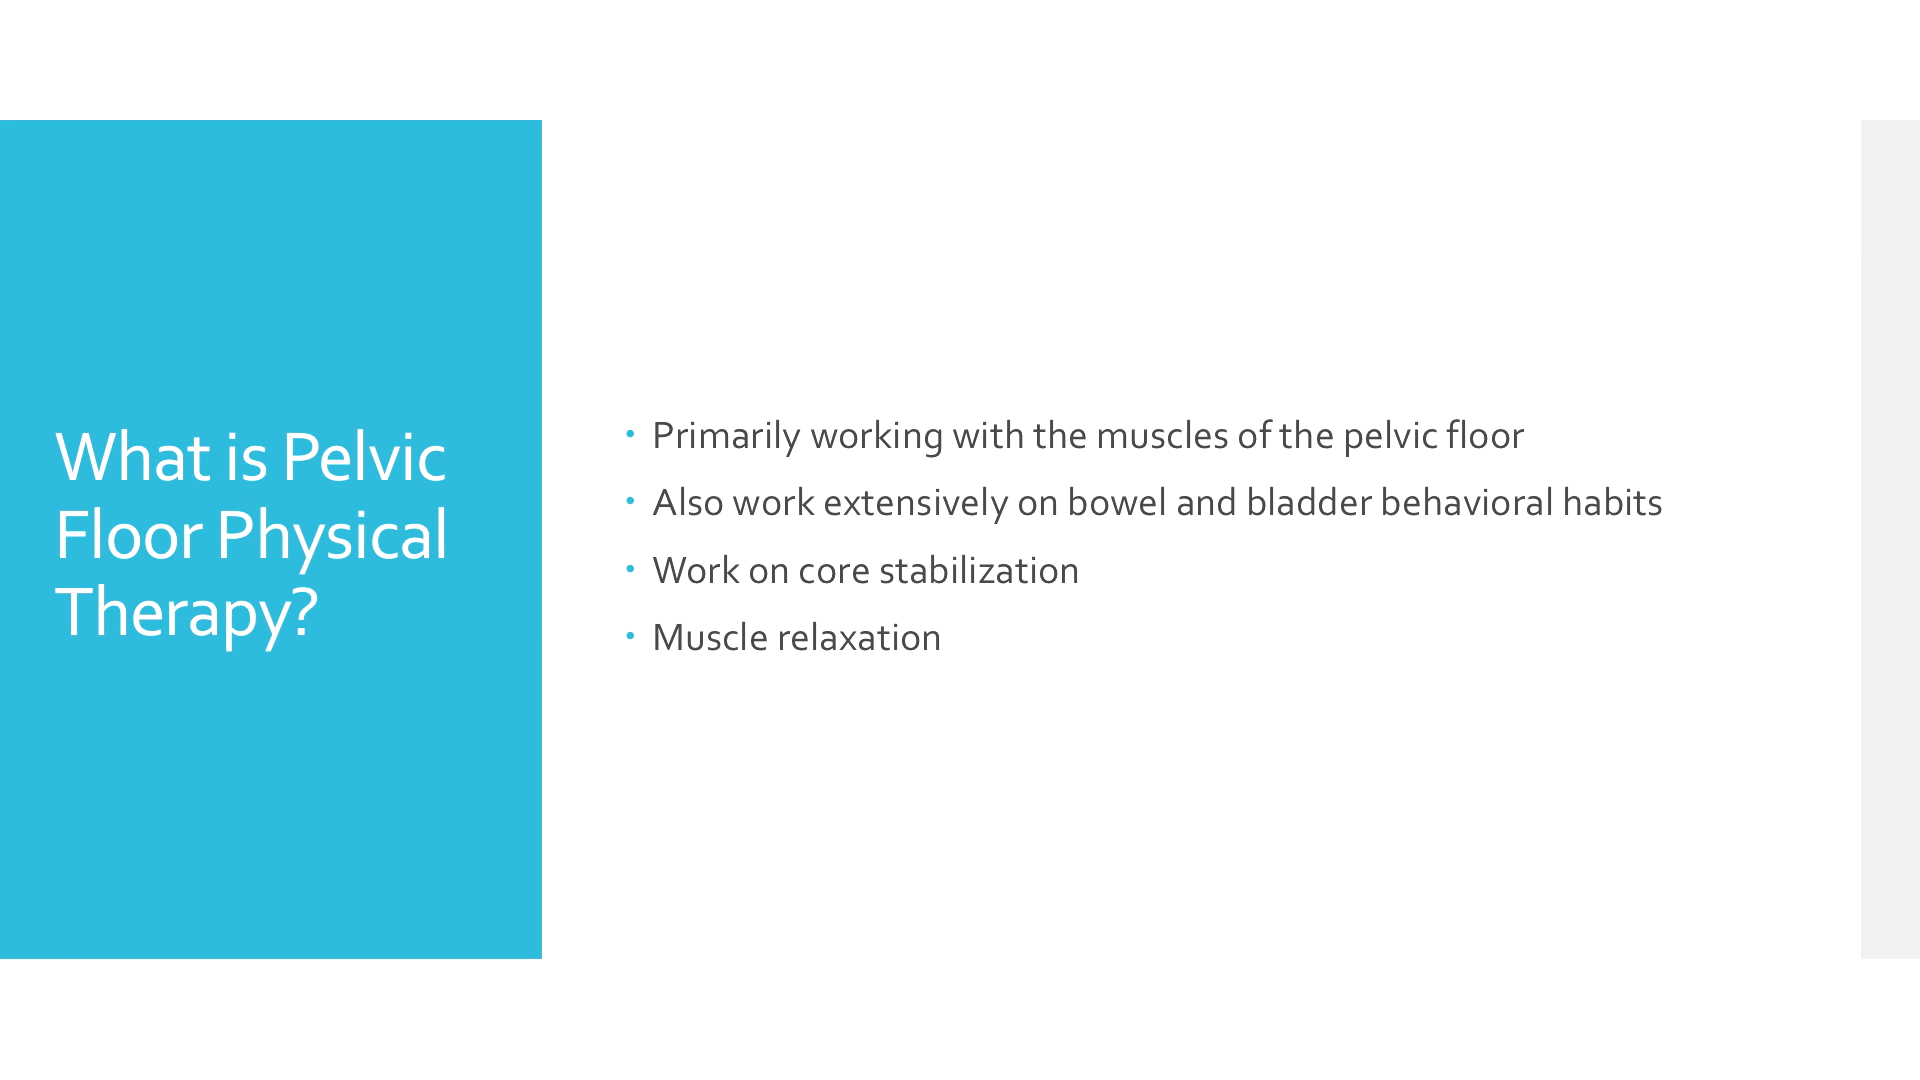 What is Pelvic
Floor Physical
Therapy?
• Primarily working with the muscles of the pelvic floor
• Also work extensively on bowel and bladder behavioral habits
• Work on core stabilization
• Muscle relaxation